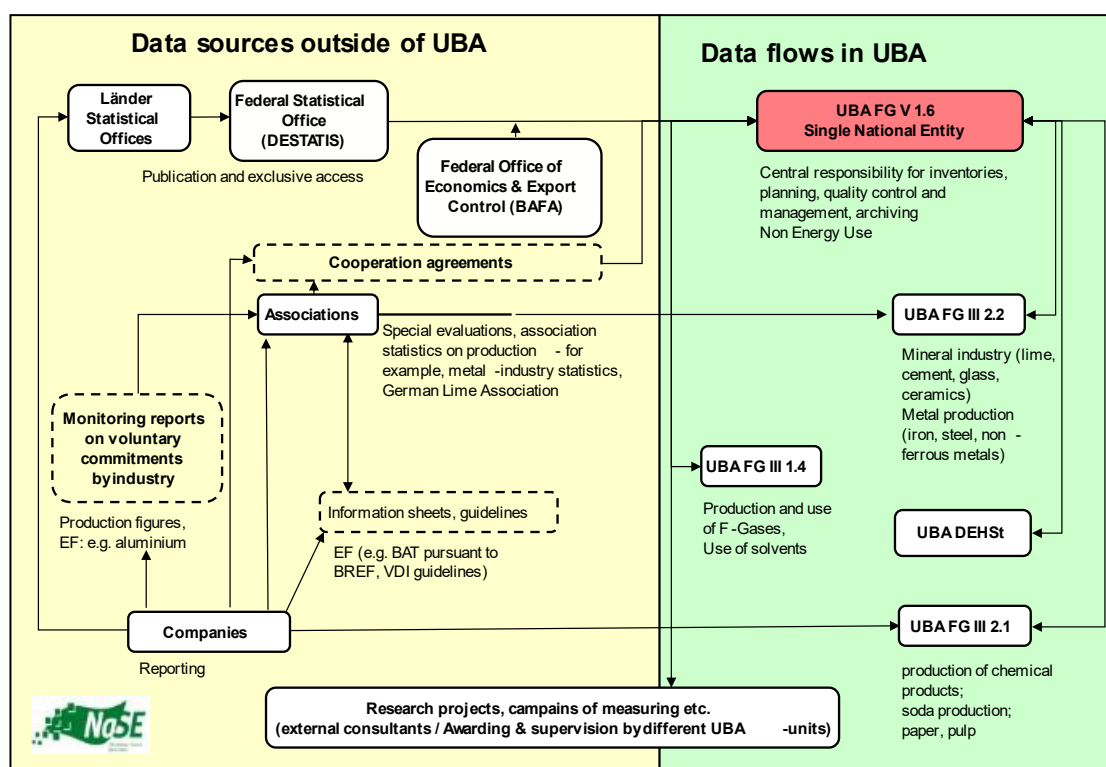 Data sources outside of UBA
Data flows in UBA
Länder
Statistical
Offices
Federal Statistical
Office
(DESTATIS)
UBA FG V 1.6
Single National Entity
Publication and exclusive access
Federal Office of
Economics & Export
Control (BAFA)
Central responsibility for inventories,
planning, quality control and
management, archiving
Non Energy Use
Cooperation agreements
Associations
UBA FG III 2.2
Special evaluations, association
statistics on production - for
example, metal -industry statistics,
German Lime Association
Mineral industry (lime,
cement, glass,
ceramics)
Metal production
(iron, steel, non -
ferrous metals)
Monitoring reports
on voluntary
commitments
by industry
UBA FG III 1.4
Production figures,
EF: e.g. aluminium
Information sheets, guidelines
Production and use
of F -Gases,
Use of solvents
UBA DEHSt
EF (e.g. BAT pursuant to
BREF, VDI guidelines)
Companies
UBA FG III 2.1
Reporting
production of chemical
products;
soda production;
paper, pulp
Research projects, campains of measuring etc.
(external consultants / Awarding & supervision by different UBA -units)
NaSE